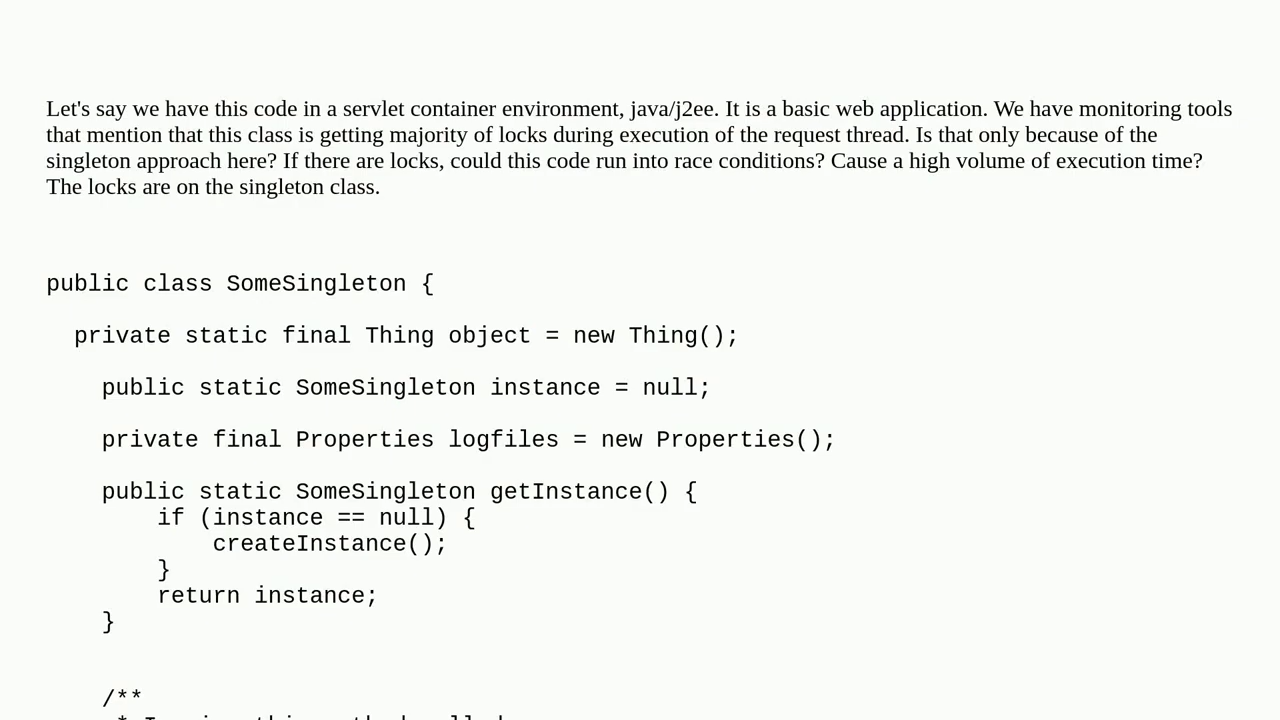 Let's say we have this code in a servlet container environment, java/j2ee. It is a basic web application. We have monitoring tools
that mention that this class is getting majority of locks during execution of the request thread. Is that only because of the
singleton approach here? If there are locks, could this code run into race conditions? Cause a high volume of execution time?
The locks are on the singleton class.
public class SomeSingleton {
private static final Thing object = new Thing();
public static SomeSingleton instance = null;
private final Properties logfiles = new Properties();
public static SomeSingleton getInstance() {
if (instance == null) {
createInstance();
}
return instance;
}
/**